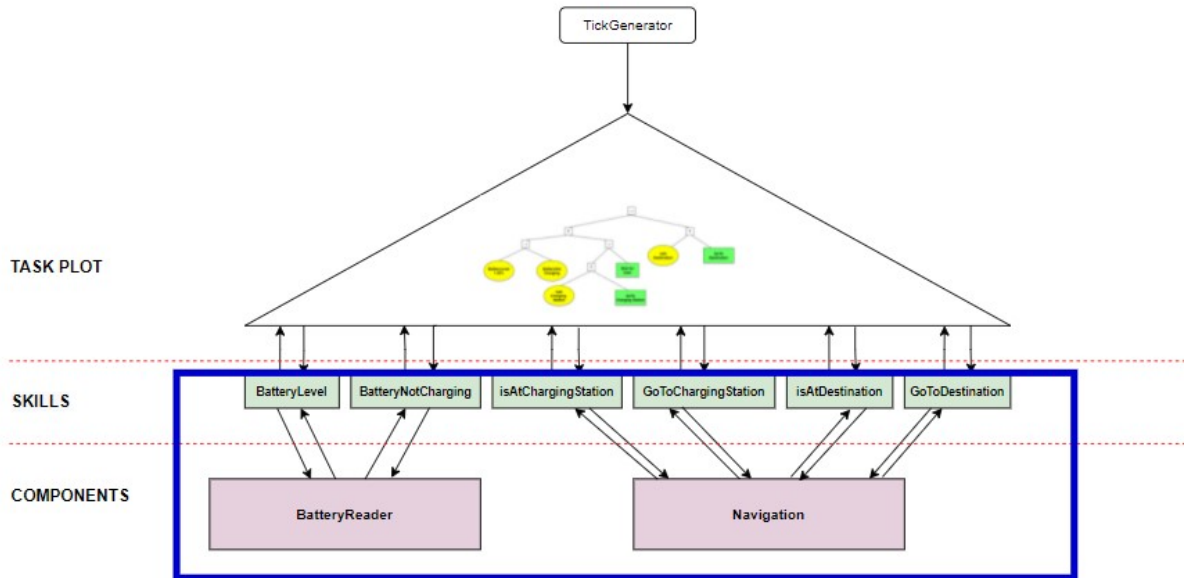 TickGenerator
TASK PLOT
SKILLS
BatteryLevel
BatteryNotCharging
isAtChargingStation
GoToChargingStation
isAtDestination
GoToDestination
COMPONENTS
BatteryReader
Navigation